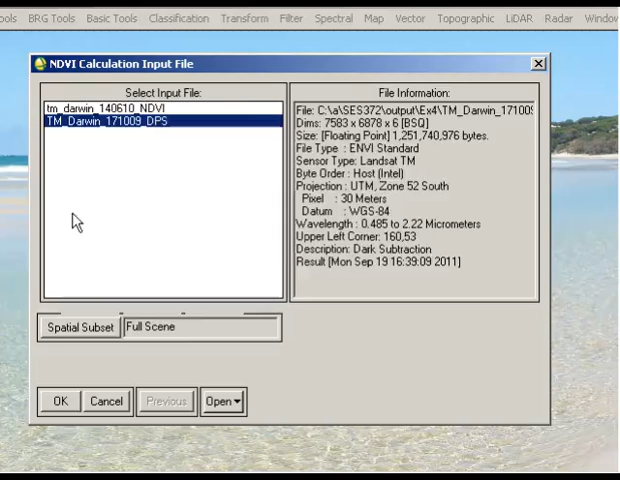 ools BRG Tools Basic Tools Classification Transform Filter Spectral Map Vector Topographic LiDAR Radar Window
NDVI Calculation Input File
Select Input File:
tm_darwin_140610_NDVI
TM_Darwin_171009_DPS
File Information:
File: C:\a\SES372\output\Ex4\TM_Darwin_17100
Dims: 7583 x 6878 x 6 [BSQ]
Size: [Floating Point] 1,251,740,976 bytes.
File Type : ENVI Standard
Sensor Type: Landsat TM
Byte Order : Host (Intel)
Projection : UTM, Zone 52 South
Pixel : 30 Meters
Datum : WGS-84
Wavelength : 0.485 to 2.22 Micrometers
Upper Left Corner: 160,53
Description: Dark Subtraction
Result [Mon Sep 19 16:39:09 2011]
Spatial Subset Full Scene
OK Cancel Previous Open